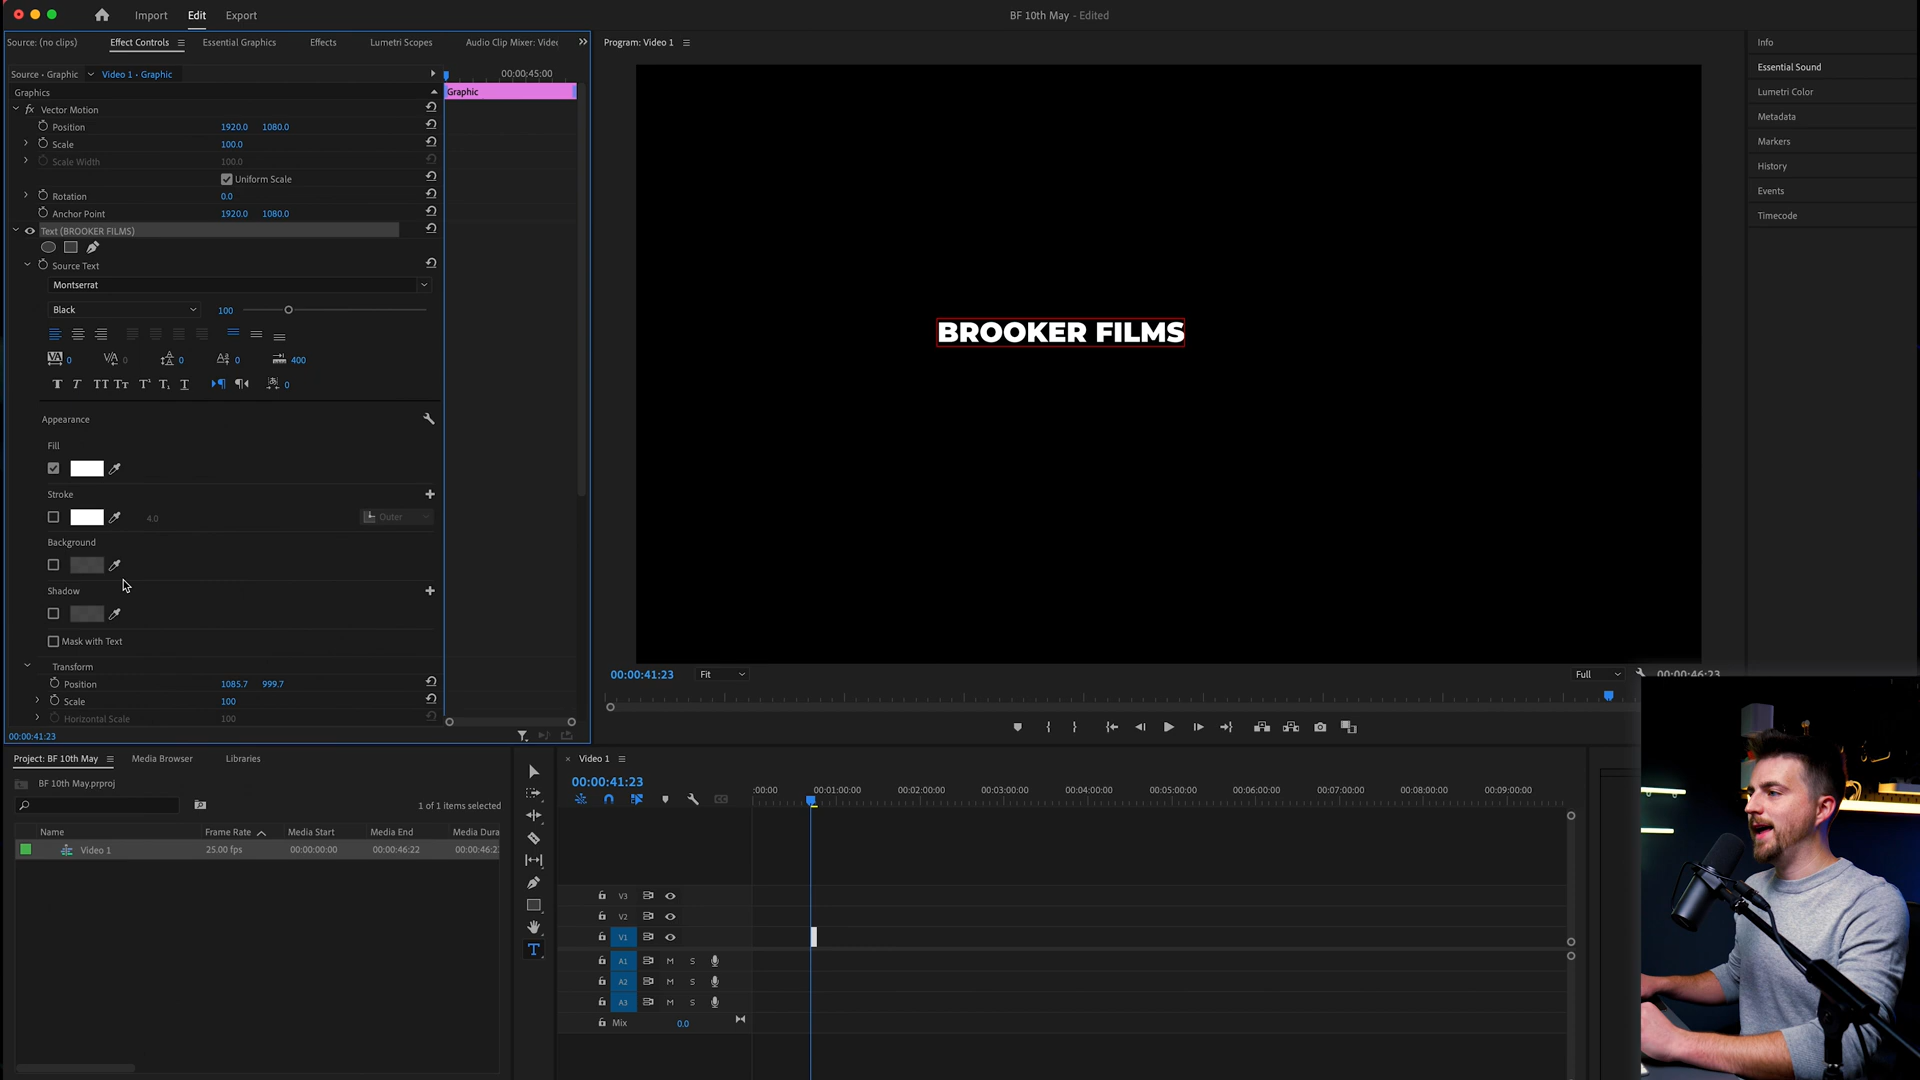 Import Edit Export BF 10th May - Edited
Source: (no clips) Effect Controls Essential Graphics Effects Lumetri Scopes Audio Clip Mixer: Video
Program: Video 1
Source • Graphic Video 1 • Graphic 00:00:45:00
Graphics Graphic
fx Vector Motion
Position 1920.0 1080.0
Scale 100.0
Scale Width 100.0
Uniform Scale
Rotation 0.0
Anchor Point 1920.0 1080.0
Text (BROOKER FILMS)
Source Text
Montserrat
Black 100
0 0 0 0 400
0
Appearance
Fill
Stroke
4.0 Outer
Background
Shadow
Mask with Text
Transform
Position 1085.7 999.7
Scale 100
Horizontal Scale 100
00:00:41:23
BROOKER FILMS
00:00:41:23 Fit Full 00:00:46:23
Info
Essential Sound
Lumetri Color
Metadata
Markers
History
Events
Timecode
Project: BF 10th May Media Browser Libraries
BF 10th May.prproj
1 of 1 items selected
Name Frame Rate Media Start Media End Media Dura
Video 1 25.00 fps 00:00:00:00 00:00:46:22 00:00:46:2
× Video 1
00:00:41:23
:00:00 00:01:00:00 00:02:00:00 00:03:00:00 00:04:00:00 00:05:00:00 00:06:00:00 00:07:00:00 00:08:00:00 00:09:00:00
V3
V2
V1
A1 M S
A2 M S
A3 M S
Mix 0.0